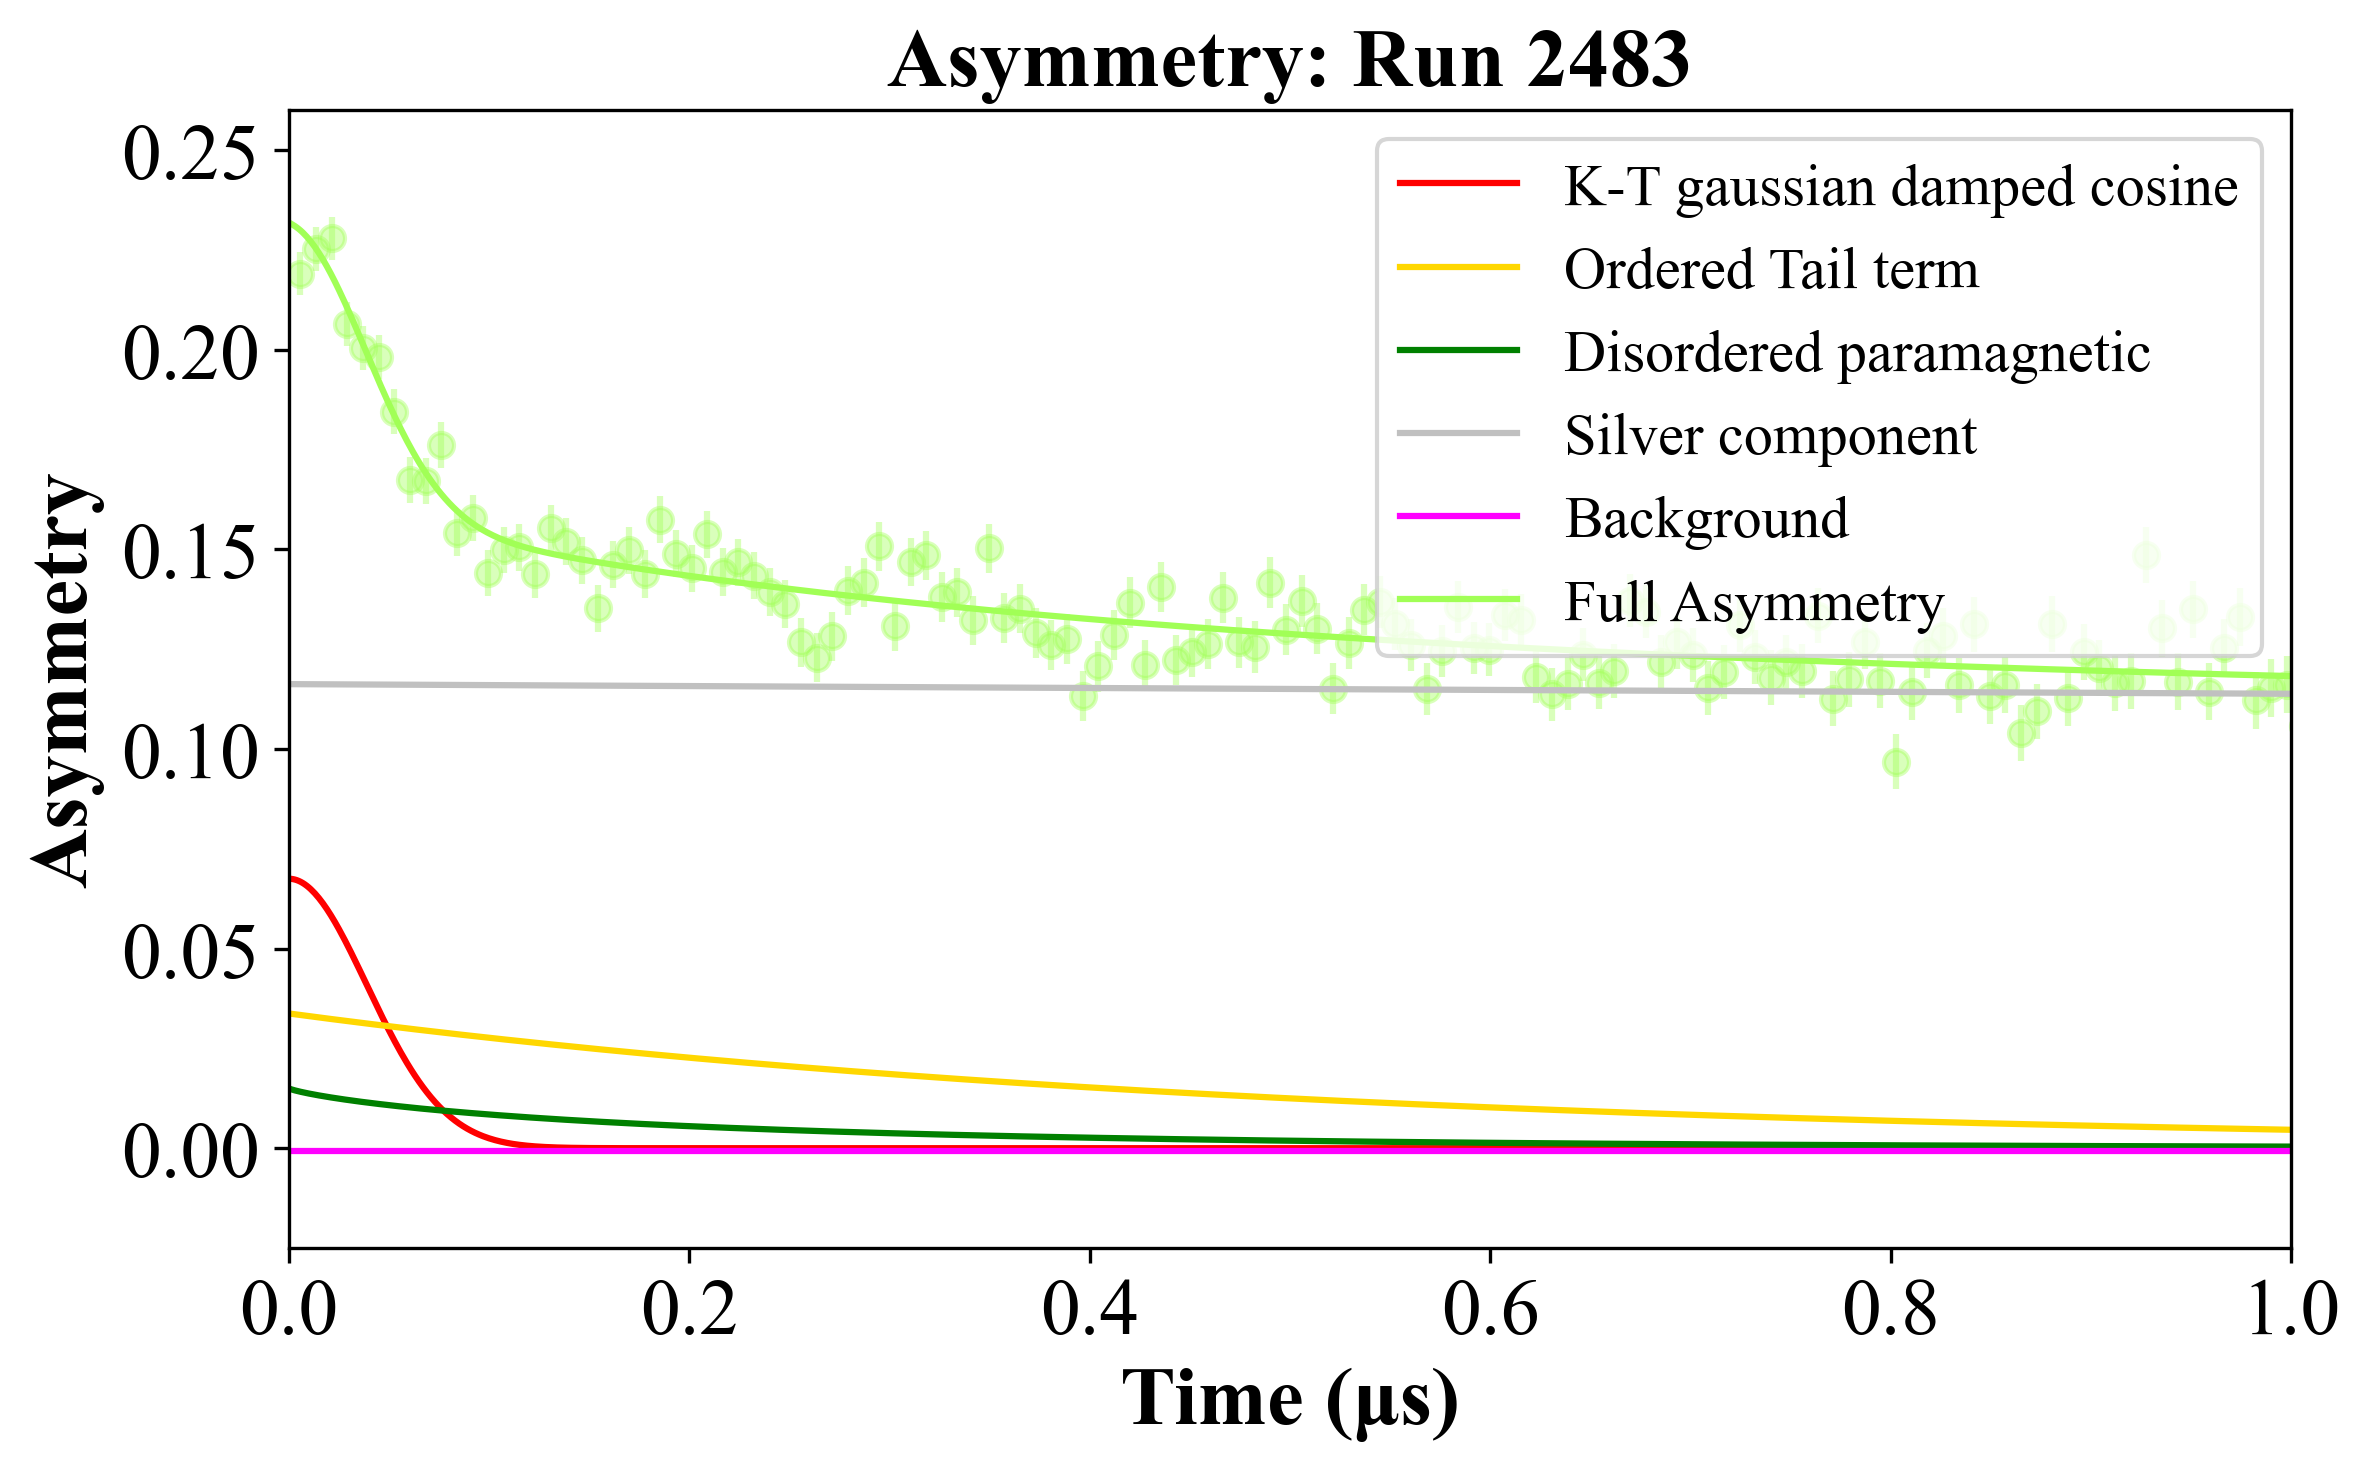 Asymmetry: Run 2483
0.25
0.20
0.15
0.10
0.05
0.00
Asymmetry
K-T gaussian damped cosine
Ordered Tail term
Disordered paramagnetic
Silver component
Background
Full Asymmetry
0.0 0.2 0.4 0.6 0.8 1.0
Time (μs)